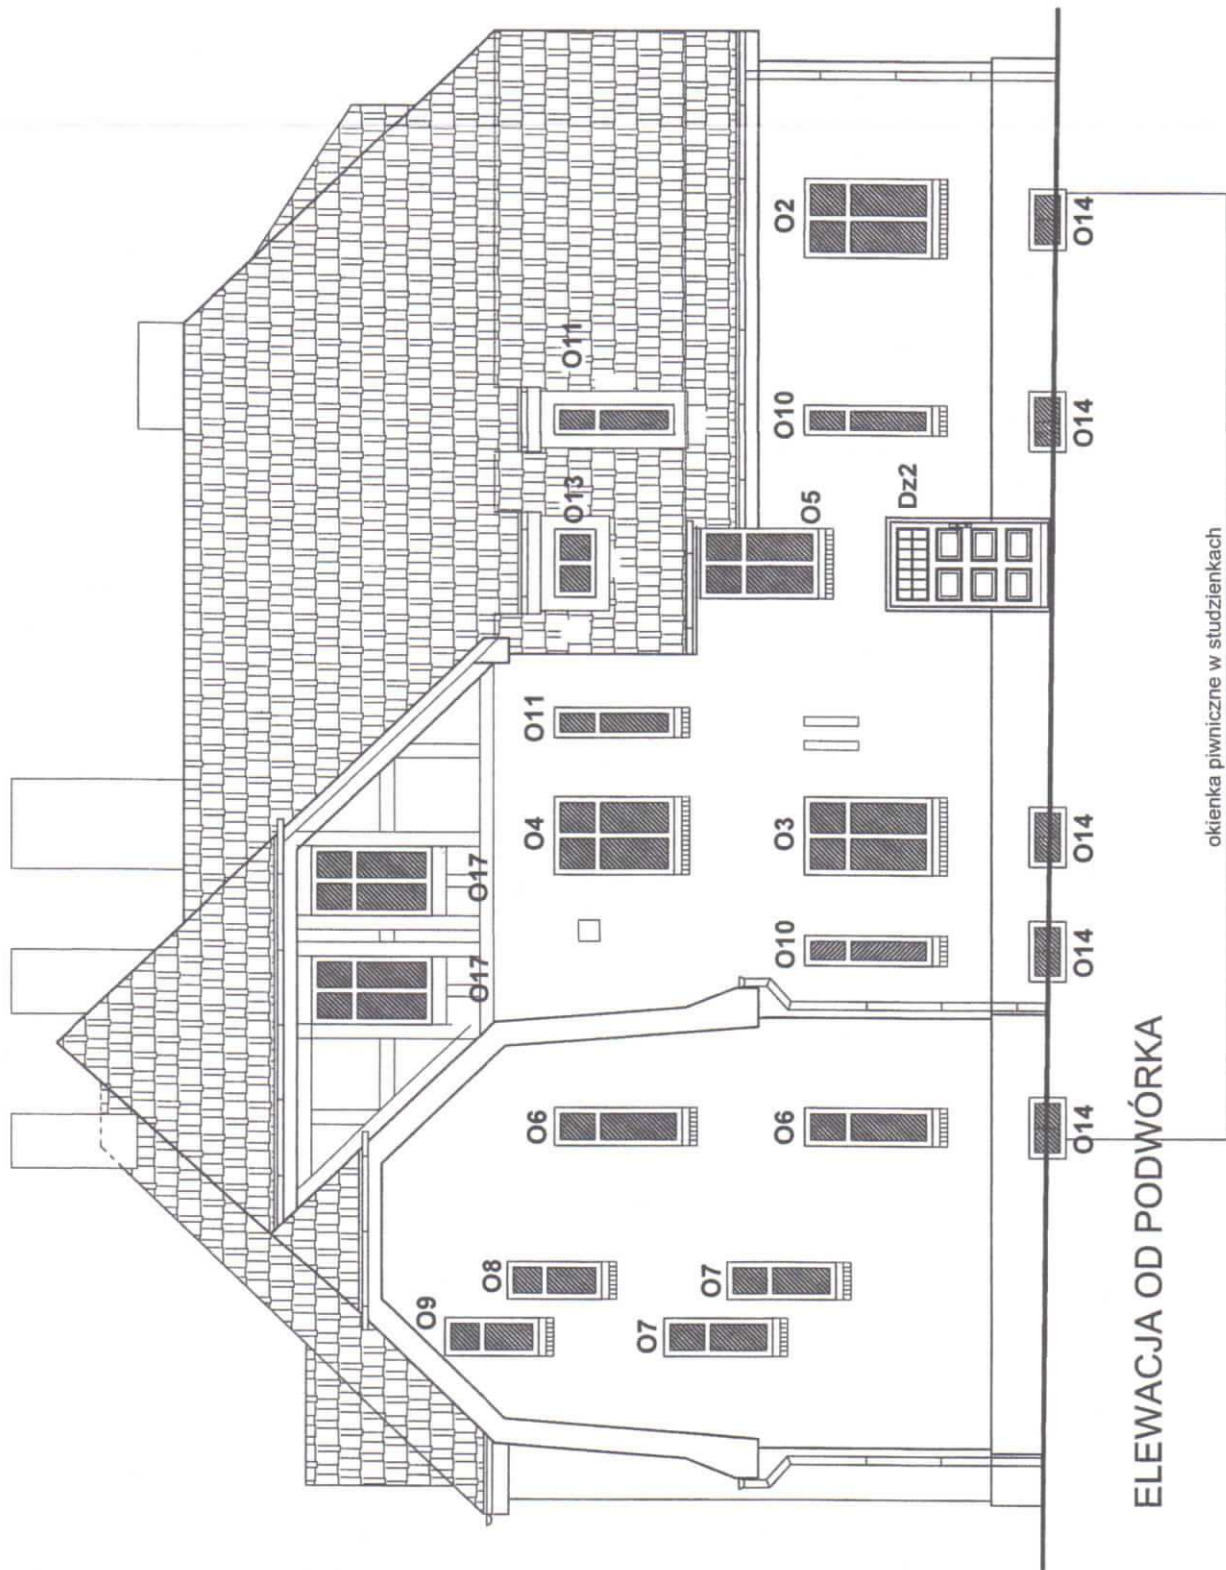 O9
O17 O17
O8
O6 O4 O11 O13 O11
O7
O7
O6 O10 O3 O5 O10 O2
Dz2
O14 O14 O14 O14 O14
ELEWACJA OD PODWÓRKA
okienka piwniczne w studzienkach